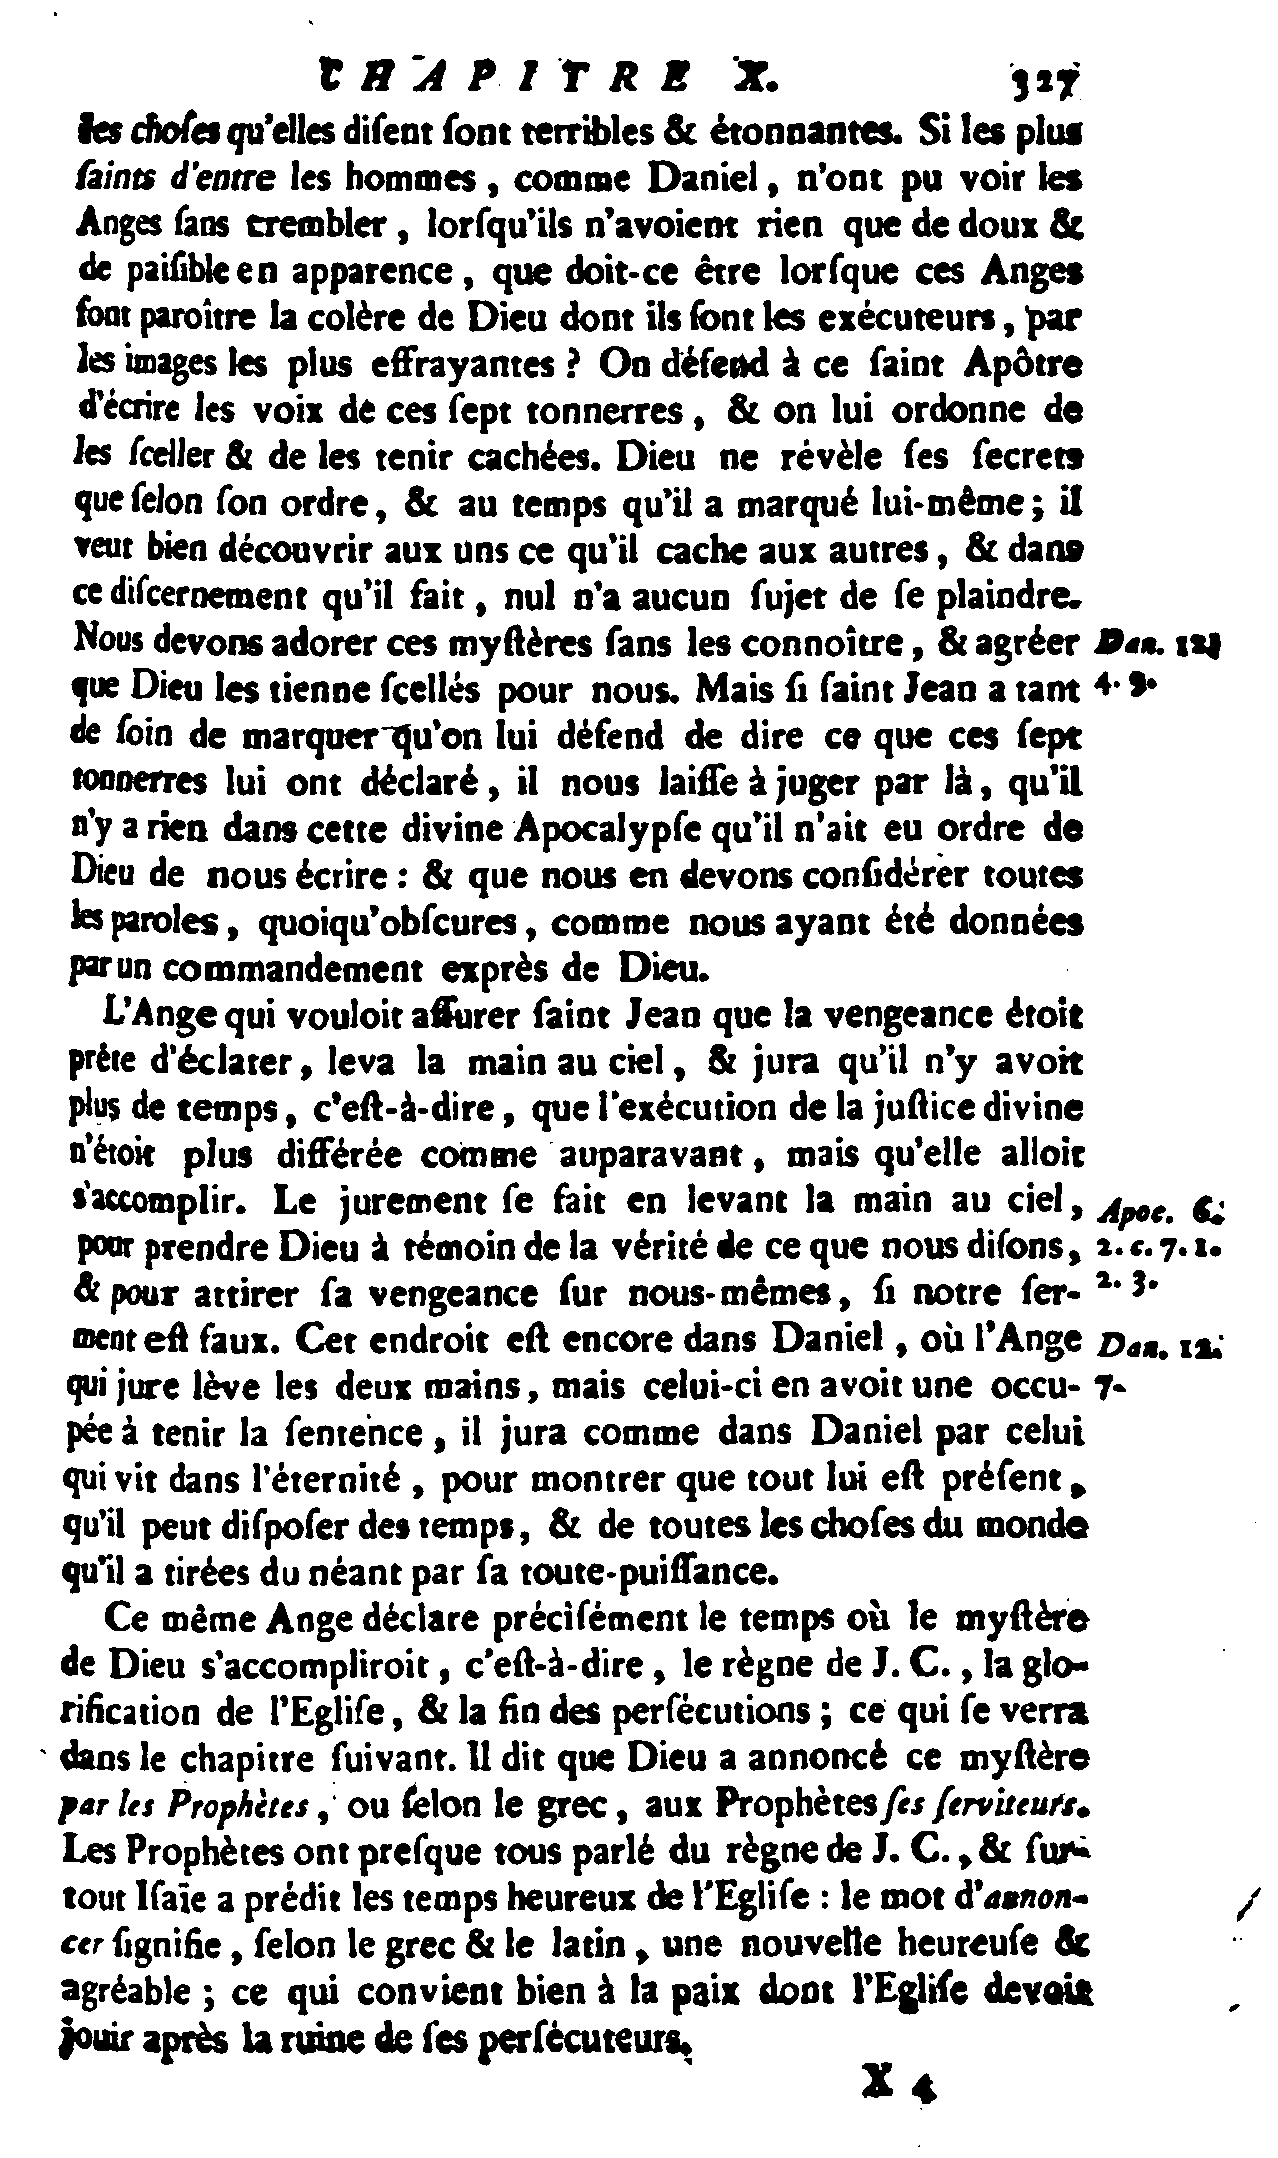 CHAPITRE X. 327
les choſes qu'elles diſent ſont terribles & étonnantes. Si les plus
ſaints d'entre les hommes, comme Daniel, n'ont pu voir les
Anges ſans trembler, lorſqu'ils n'avoient rien que de doux &
de paiſible en apparence, que doit-ce être lorſque ces Anges
font paroître la colère de Dieu dont ils ſont les exécuteurs, par
les images les plus effrayantes ? On défend à ce ſaint Apôtre
d'écrire les voix de ces ſept tonnerres, & on lui ordonne de
les ſceller & de les tenir cachées. Dieu ne révèle ſes ſecrets
que ſelon ſon ordre, & au temps qu'il a marqué lui-même; il
veut bien découvrir aux uns ce qu'il cache aux autres, & dans
ce diſcernement qu'il fait, nul n'a aucun ſujet de ſe plaindre.
Nous devons adorer ces myſtères ſans les connoître, & agréer Dan. 12.
que Dieu les tienne ſcellés pour nous. Mais ſi ſaint Jean a tant 4. 9.
de ſoin de marquer qu'on lui défend de dire ce que ces ſept
tonnerres lui ont déclaré, il nous laiſſe à juger par là, qu'il
n'y a rien dans cette divine Apocalypſe qu'il n'ait eu ordre de
Dieu de nous écrire : & que nous en devons conſidérer toutes
les paroles, quoiqu'obſcures, comme nous ayant été données
par un commandement exprès de Dieu.
L'Ange qui vouloit aſſurer ſaint Jean que la vengeance étoit
prête d'éclater, leva la main au ciel, & jura qu'il n'y avoit
plus de temps, c'eſt-à-dire, que l'exécution de la juſtice divine
n'étoit plus différée comme auparavant, mais qu'elle alloit
s'accomplir. Le jurement ſe fait en levant la main au ciel, Apoc. 6.
pour prendre Dieu à témoin de la vérité de ce que nous diſons, 2. c. 7. 1.
& pour attirer ſa vengeance ſur nous-mêmes, ſi notre ſer- 2. 3.
ment eſt faux. Cet endroit eſt encore dans Daniel, où l'Ange Dan. 12.
qui jure lève les deux mains, mais celui-ci en avoit une occu- 7.
pée à tenir la ſentence, il jura comme dans Daniel par celui
qui vit dans l'éternité, pour montrer que tout lui eſt préſent,
qu'il peut diſpoſer des temps, & de toutes les choſes du monde
qu'il a tirées du néant par ſa toute-puiſſance.
Ce même Ange déclare préciſément le temps où le myſtère
de Dieu s'accompliroit, c'eſt-à-dire, le règne de J. C., la glo-
rification de l'Egliſe, & la fin des perſécutions ; ce qui ſe verra
dans le chapitre ſuivant. Il dit que Dieu a annoncé ce myſtère
par les Prophètes, ou ſelon le grec, aux Prophètes ſes ſerviteurs.
Les Prophètes ont preſque tous parlé du règne de J. C., & ſur-
tout Iſaïe a prédit les temps heureux de l'Egliſe : le mot d'annon-
cer ſignifie, ſelon le grec & le latin, une nouvelle heureuſe &
agréable ; ce qui convient bien à la paix dont l'Egliſe devoit
jouir après la ruine de ſes perſécuteurs.
X 4